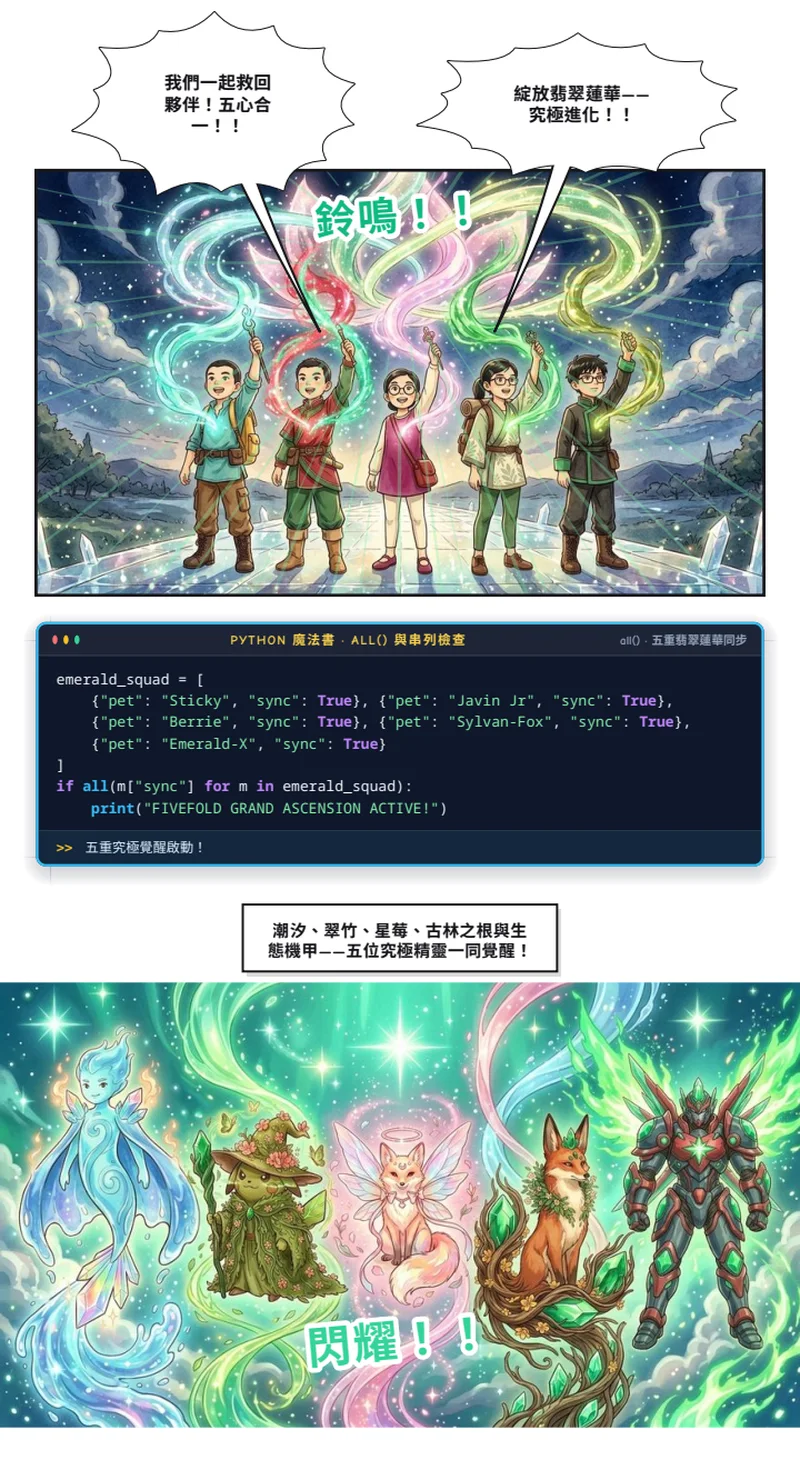 我們一起救回
夥伴！五心合
一！！
綻放翡翠蓮華——
究極進化！！
鈴鳴！！
PYTHON 魔法書 · ALL() 與串列檢查
all() · 五重翡翠蓮華同步
emerald_squad = [
    {"pet": "Sticky", "sync": True}, {"pet": "Javin Jr", "sync": True},
    {"pet": "Berrie", "sync": True}, {"pet": "Sylvan-Fox", "sync": True},
    {"pet": "Emerald-X", "sync": True}
]
if all(m["sync"] for m in emerald_squad):
    print("FIVEFOLD GRAND ASCENSION ACTIVE!")
>> 五重究極覺醒啟動！
潮汐、翠竹、星莓、古林之根與生
態機甲——五位究極精靈一同覺醒！
閃耀！！